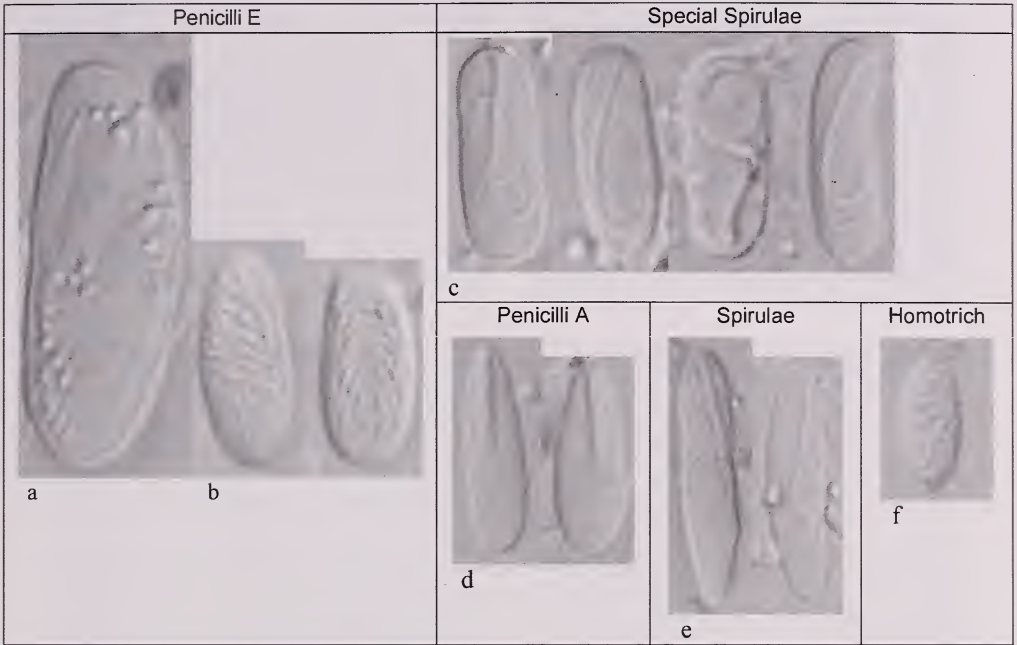 Penicilli E
Special Spirulae
c
Penicilli A
Spirulae
Homotrich
a
b
d
e
f